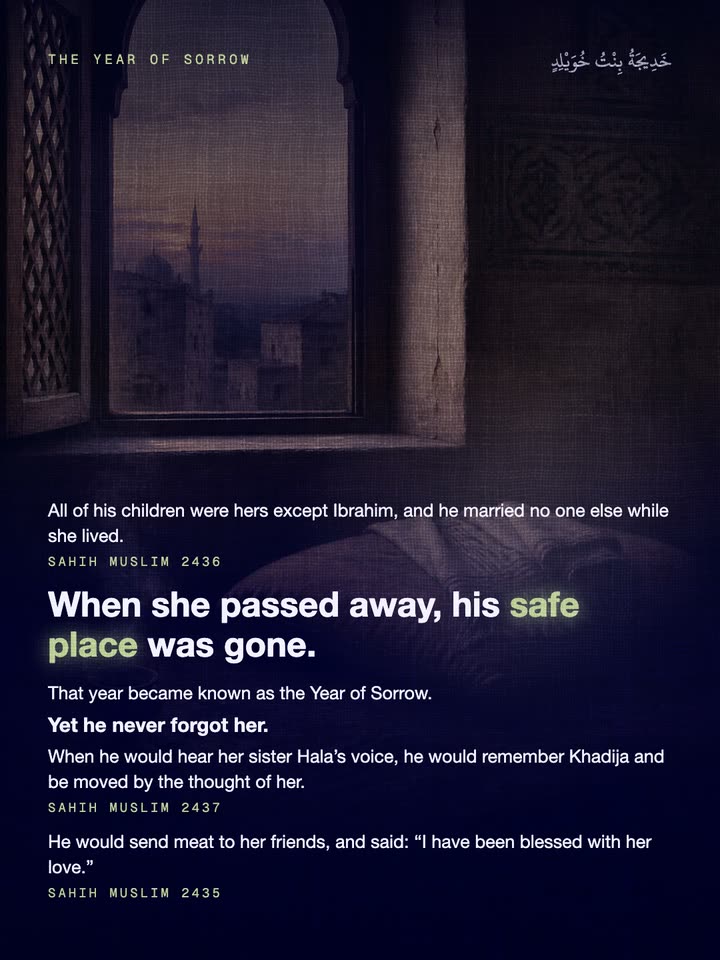 THE YEAR OF SORROW
خَدِيجَةُ بِنْتُ خُوَيْلِدٍ
All of his children were hers except Ibrahim, and he married no one else while
she lived.
SAHIH MUSLIM 2436
When she passed away, his safe
place was gone.
That year became known as the Year of Sorrow.
Yet he never forgot her.
When he would hear her sister Hala’s voice, he would remember Khadija and
be moved by the thought of her.
SAHIH MUSLIM 2437
He would send meat to her friends, and said: “I have been blessed with her
love.”
SAHIH MUSLIM 2435